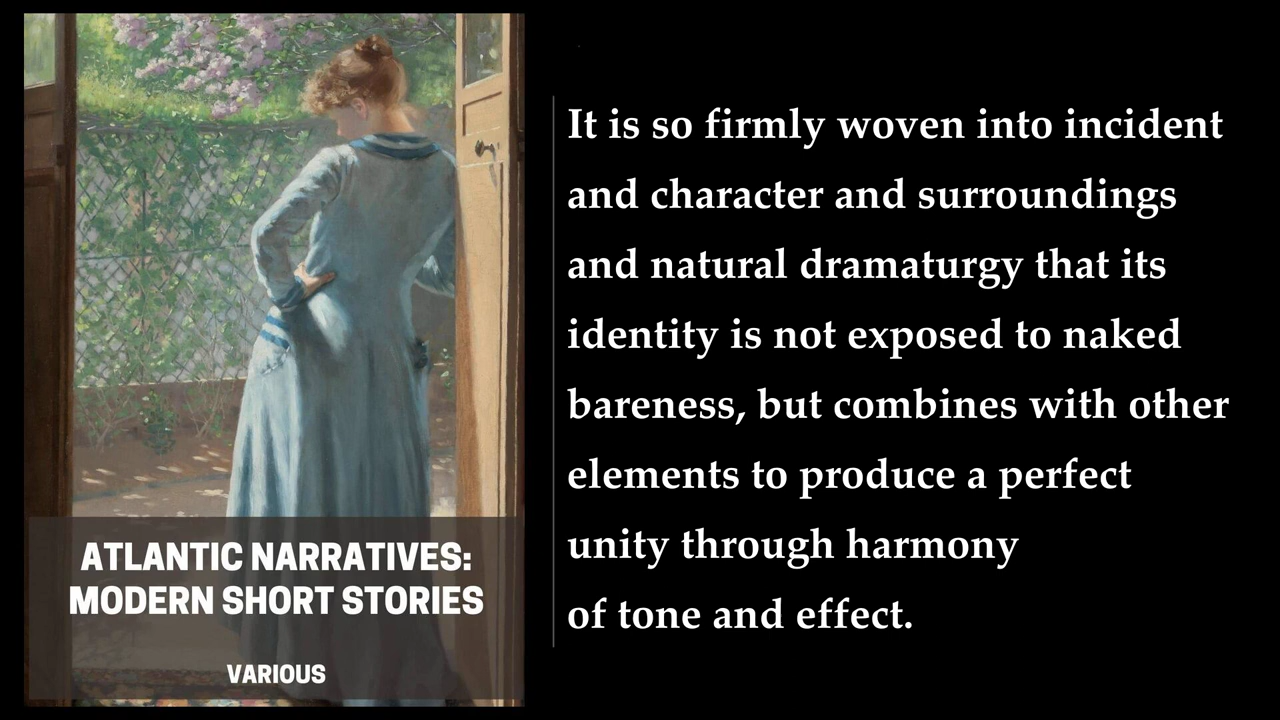 ATLANTIC NARRATIVES:
MODERN SHORT STORIES
VARIOUS
It is so firmly woven into incident
and character and surroundings
and natural dramaturgy that its
identity is not exposed to naked
bareness, but combines with other
elements to produce a perfect
unity through harmony
of tone and effect.